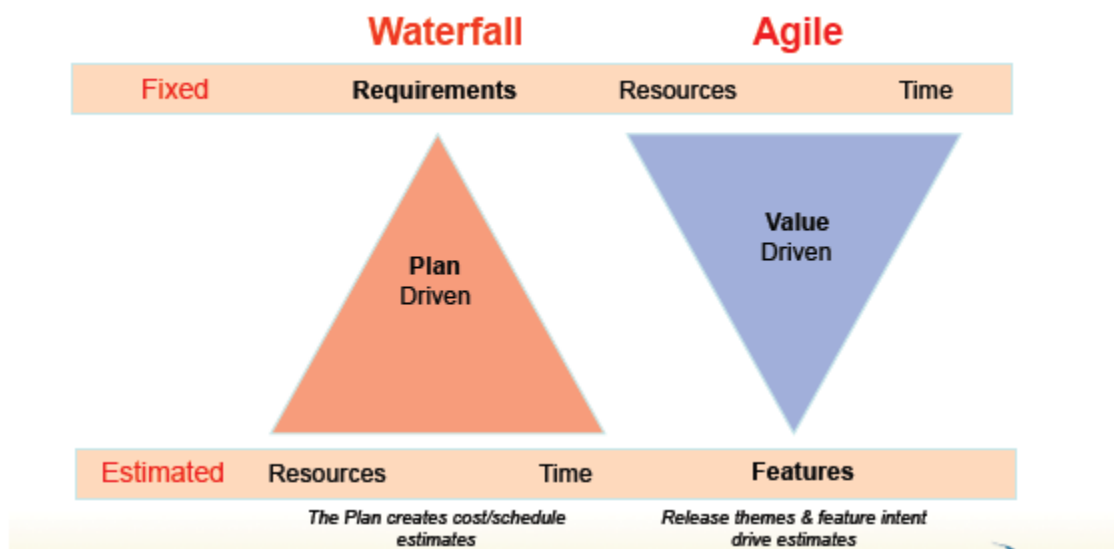 Waterfall Agile
Fixed Requirements Resources Time
Value
Driven
Plan
Driven
Estimated Resources Time Features
The Plan creates cost/schedule
estimates
Release themes & feature intent
drive estimates